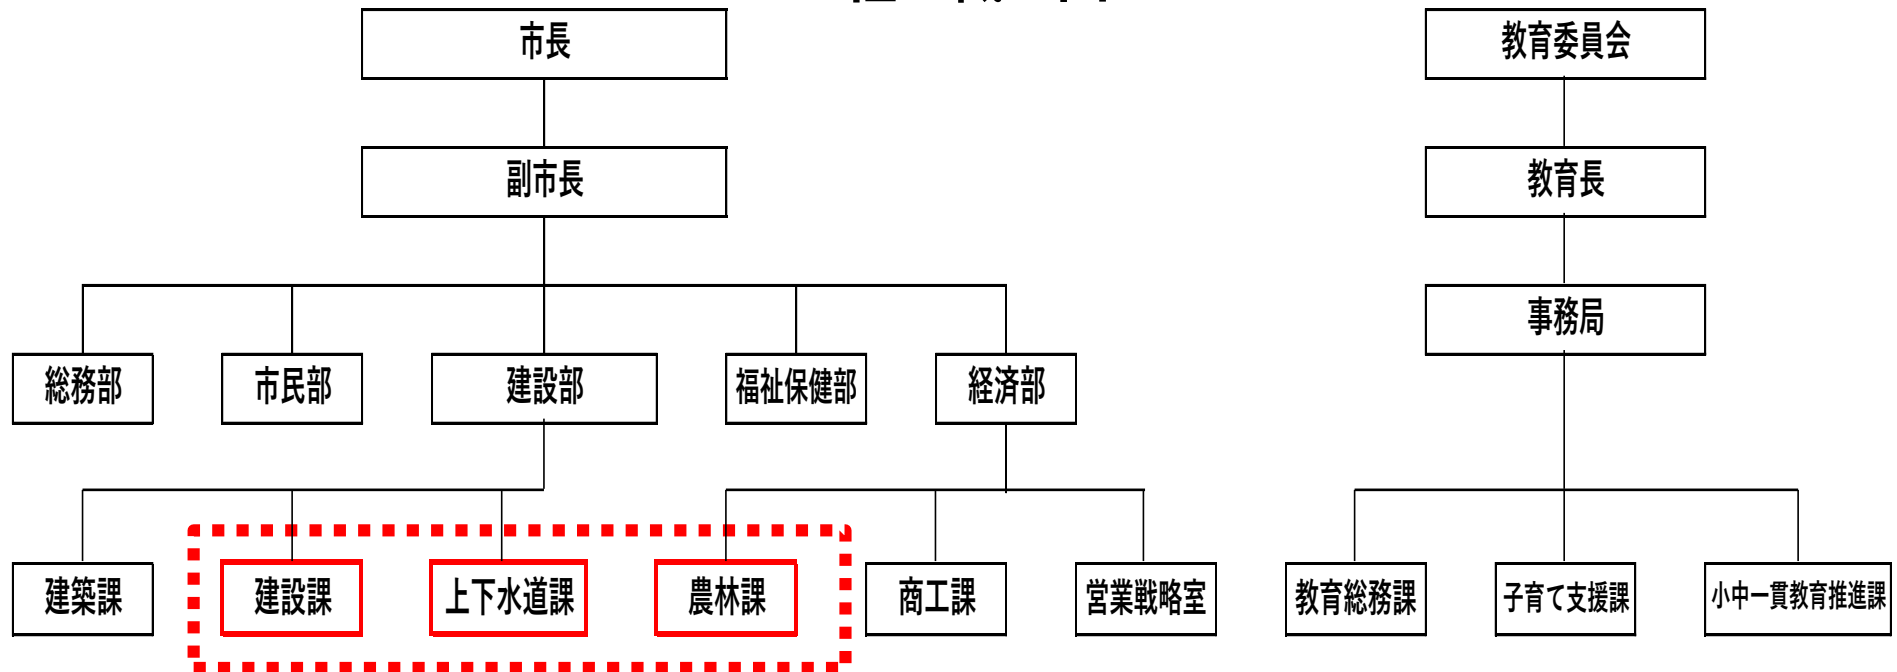 市長
教育委員会
副市長
教育長
事務局
総務部
市民部
建設部
福祉保健部
経済部
建築課
建設課
上下水道課
農林課
商工課
営業戦略室
教育総務課
子育て支援課
小中一貫教育推進課